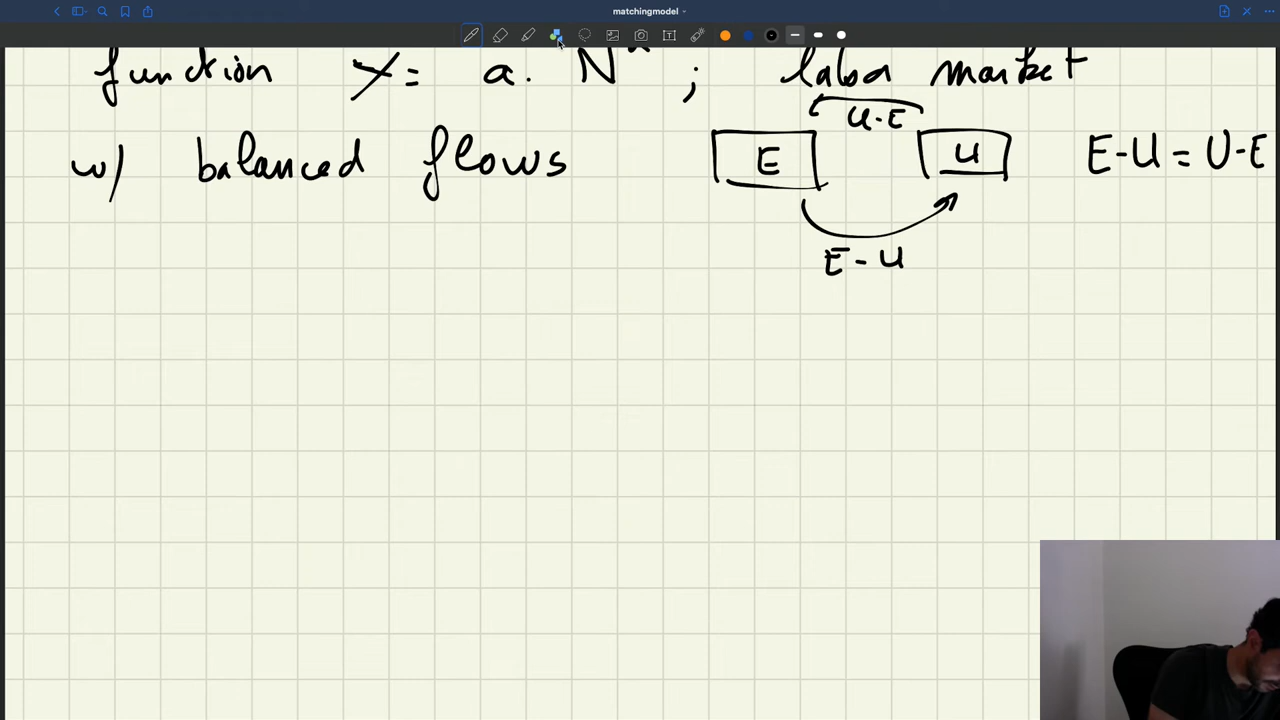 matchingmodel
function Y = a. N^α ; labor market
U-E
w/ balanced flows E U E-U = U-E
E-U